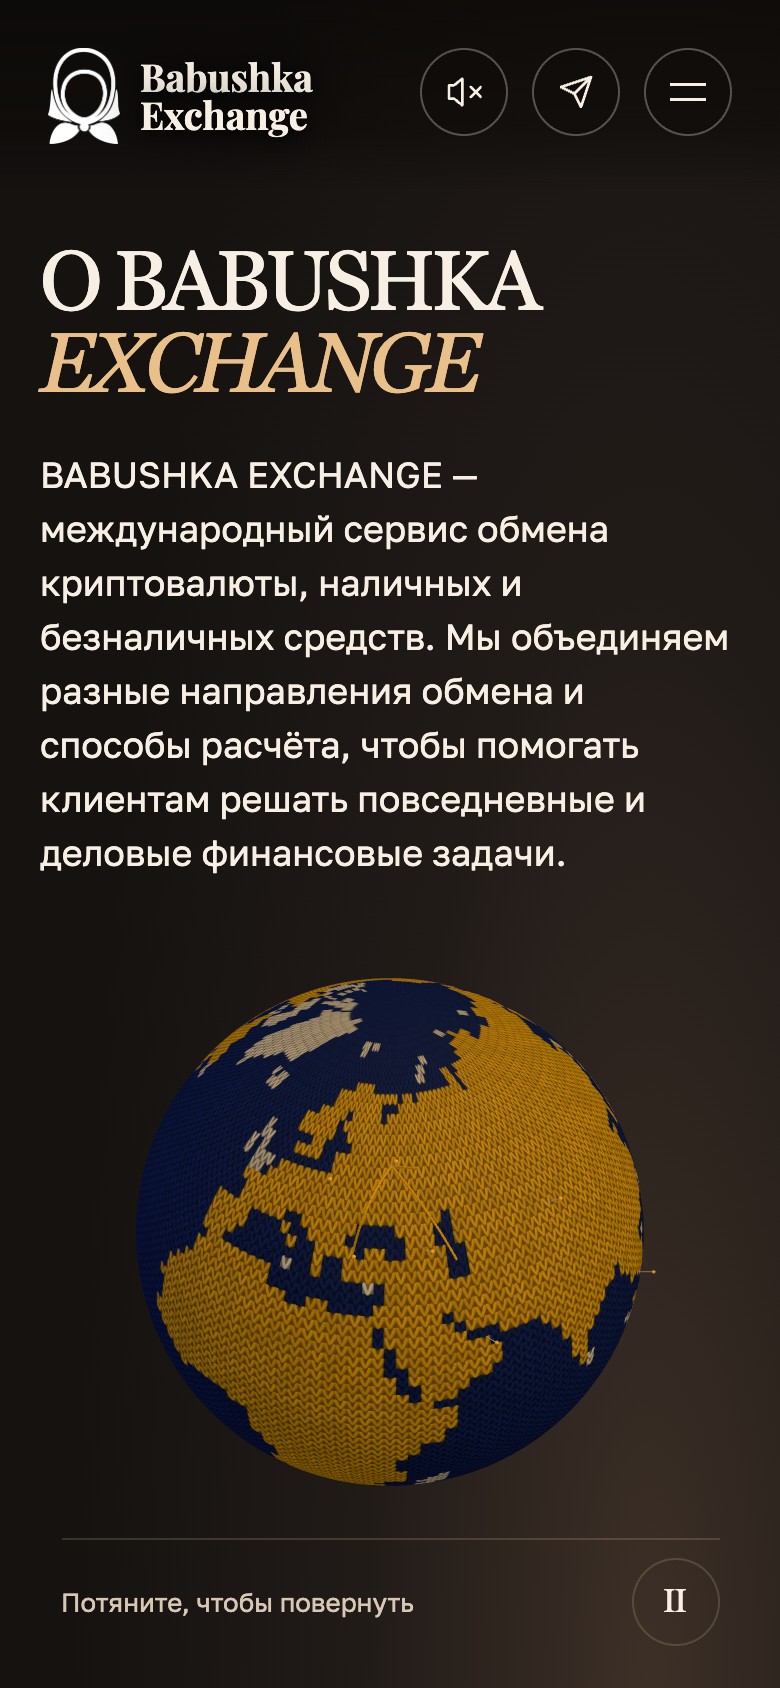 Babushka
Exchange
О BABUSHKA
EXCHANGE
BABUSHKA EXCHANGE —
международный сервис обмена
криптовалюты, наличных и
безналичных средств. Мы объединяем
разные направления обмена и
способы расчёта, чтобы помогать
клиентам решать повседневные и
деловые финансовые задачи.
Потяните, чтобы повернуть